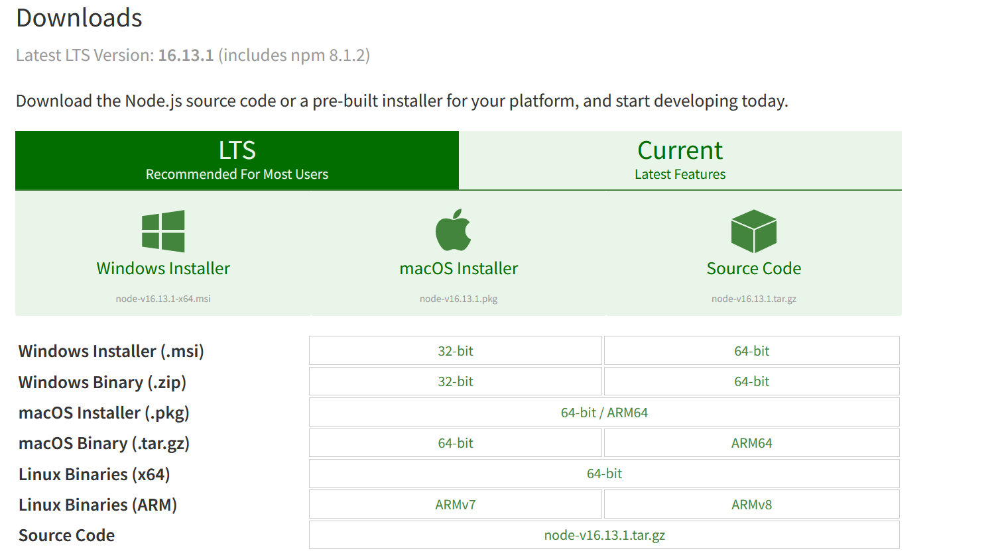 Downloads
Latest LTS Version: 16.13.1 (includes npm 8.1.2)
Download the Node.js source code or a pre-built installer for your platform, and start developing today.
LTS
Recommended For Most Users
Current
Latest Features
Windows Installer
node-v16.13.1-x64.msi
macOS Installer
node-v16.13.1.pkg
Source Code
node-v16.13.1.tar.gz
Windows Installer (.msi) 32-bit 64-bit
Windows Binary (.zip) 32-bit 64-bit
macOS Installer (.pkg) 64-bit / ARM64
macOS Binary (.tar.gz) 64-bit ARM64
Linux Binaries (x64) 64-bit
Linux Binaries (ARM) ARMv7 ARMv8
Source Code node-v16.13.1.tar.gz